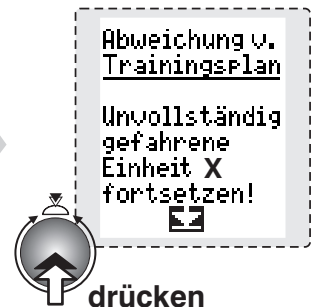 Abweichung v.
Trainingsplan
Unvollständig
gefahrene
Einheit X
fortsetzen!
drücken